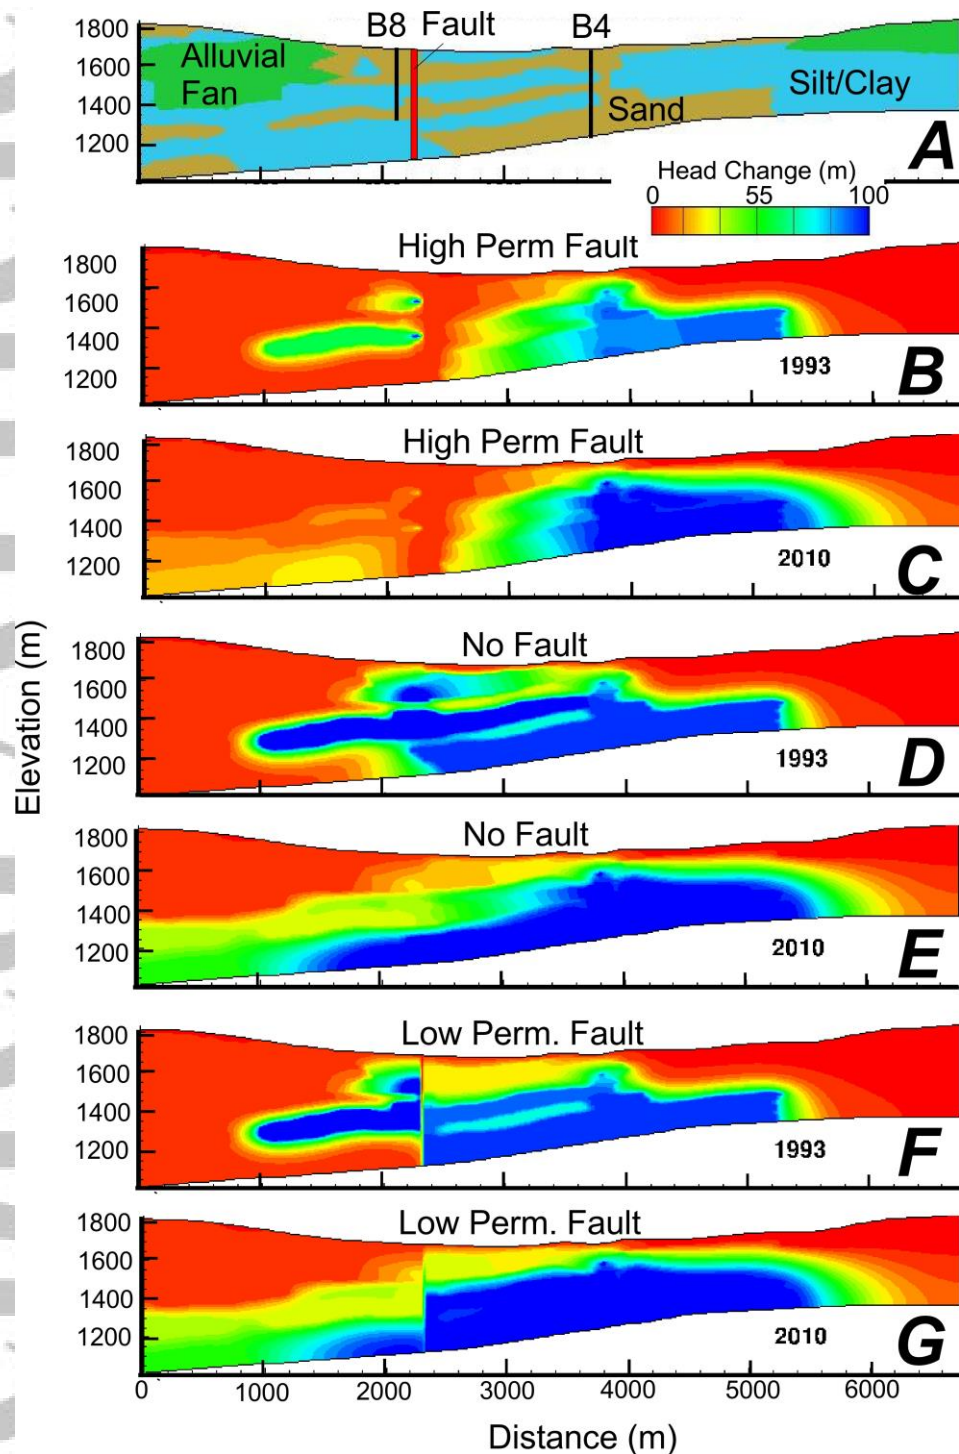 B8 Fault B4
1800
1600
1400
1200
Alluvial
Fan
Sand
Silt/Clay
A
Head Change (m)
0 55 100
High Perm Fault
1800
1600
1400
1200
1993
B
High Perm Fault
1800
1600
1400
1200
2010
C
No Fault
1800
1600
1400
1200
1993
D
Elevation (m)
No Fault
1800
1600
1400
1200
2010
E
Low Perm. Fault
1800
1600
1400
1200
1993
F
Low Perm. Fault
1800
1600
1400
1200
2010
G
0 1000 2000 3000 4000 5000 6000
Distance (m)